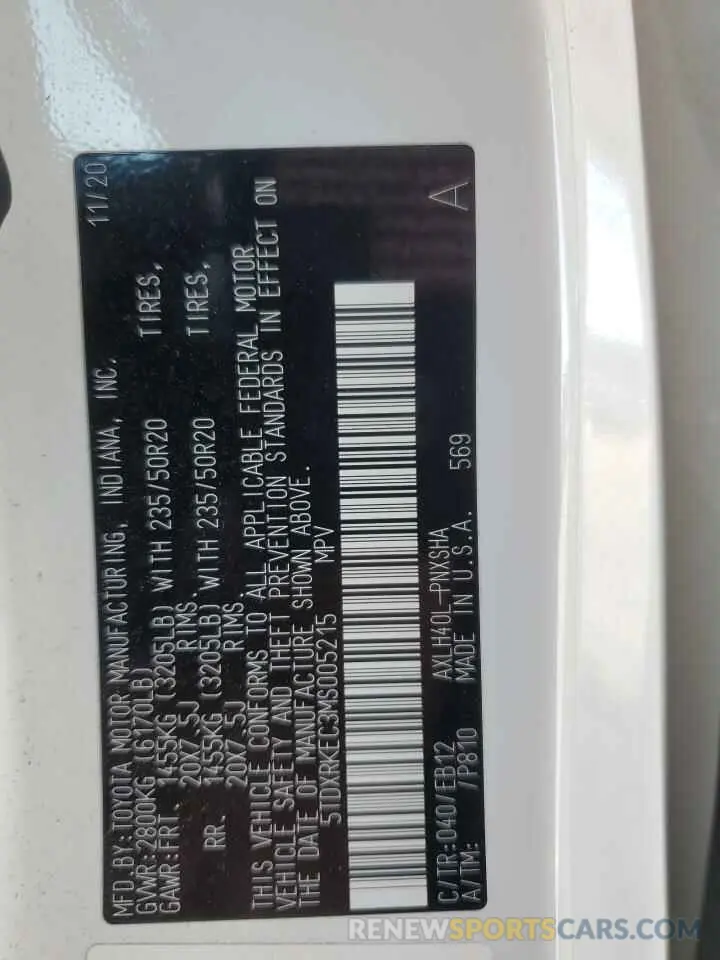 MFD.BY:TOYOTA MOTOR MANUFACTURING, INDIANA, INC. 11/20
GVWR:2800KG (6170LB)
GAWR:FRT. 1455KG (3205LB) WITH 235/50R20 TIRES,
20X7.5J RIMS,
RR. 1455KG (3205LB) WITH 235/50R20 TIRES,
20X7.5J RIMS.
THIS VEHICLE CONFORMS TO ALL APPLICABLE FEDERAL MOTOR
VEHICLE SAFETY AND THEFT PREVENTION STANDARDS IN EFFECT ON
THE DATE OF MANUFACTURE SHOWN ABOVE.
5TDXRKEC3MS005215 MPV
C/TR:040/EB12 AXLH40L-PNXSHA A
A/TM: /P810 MADE IN U.S.A. 569
RENEWSPORTSCARS.COM